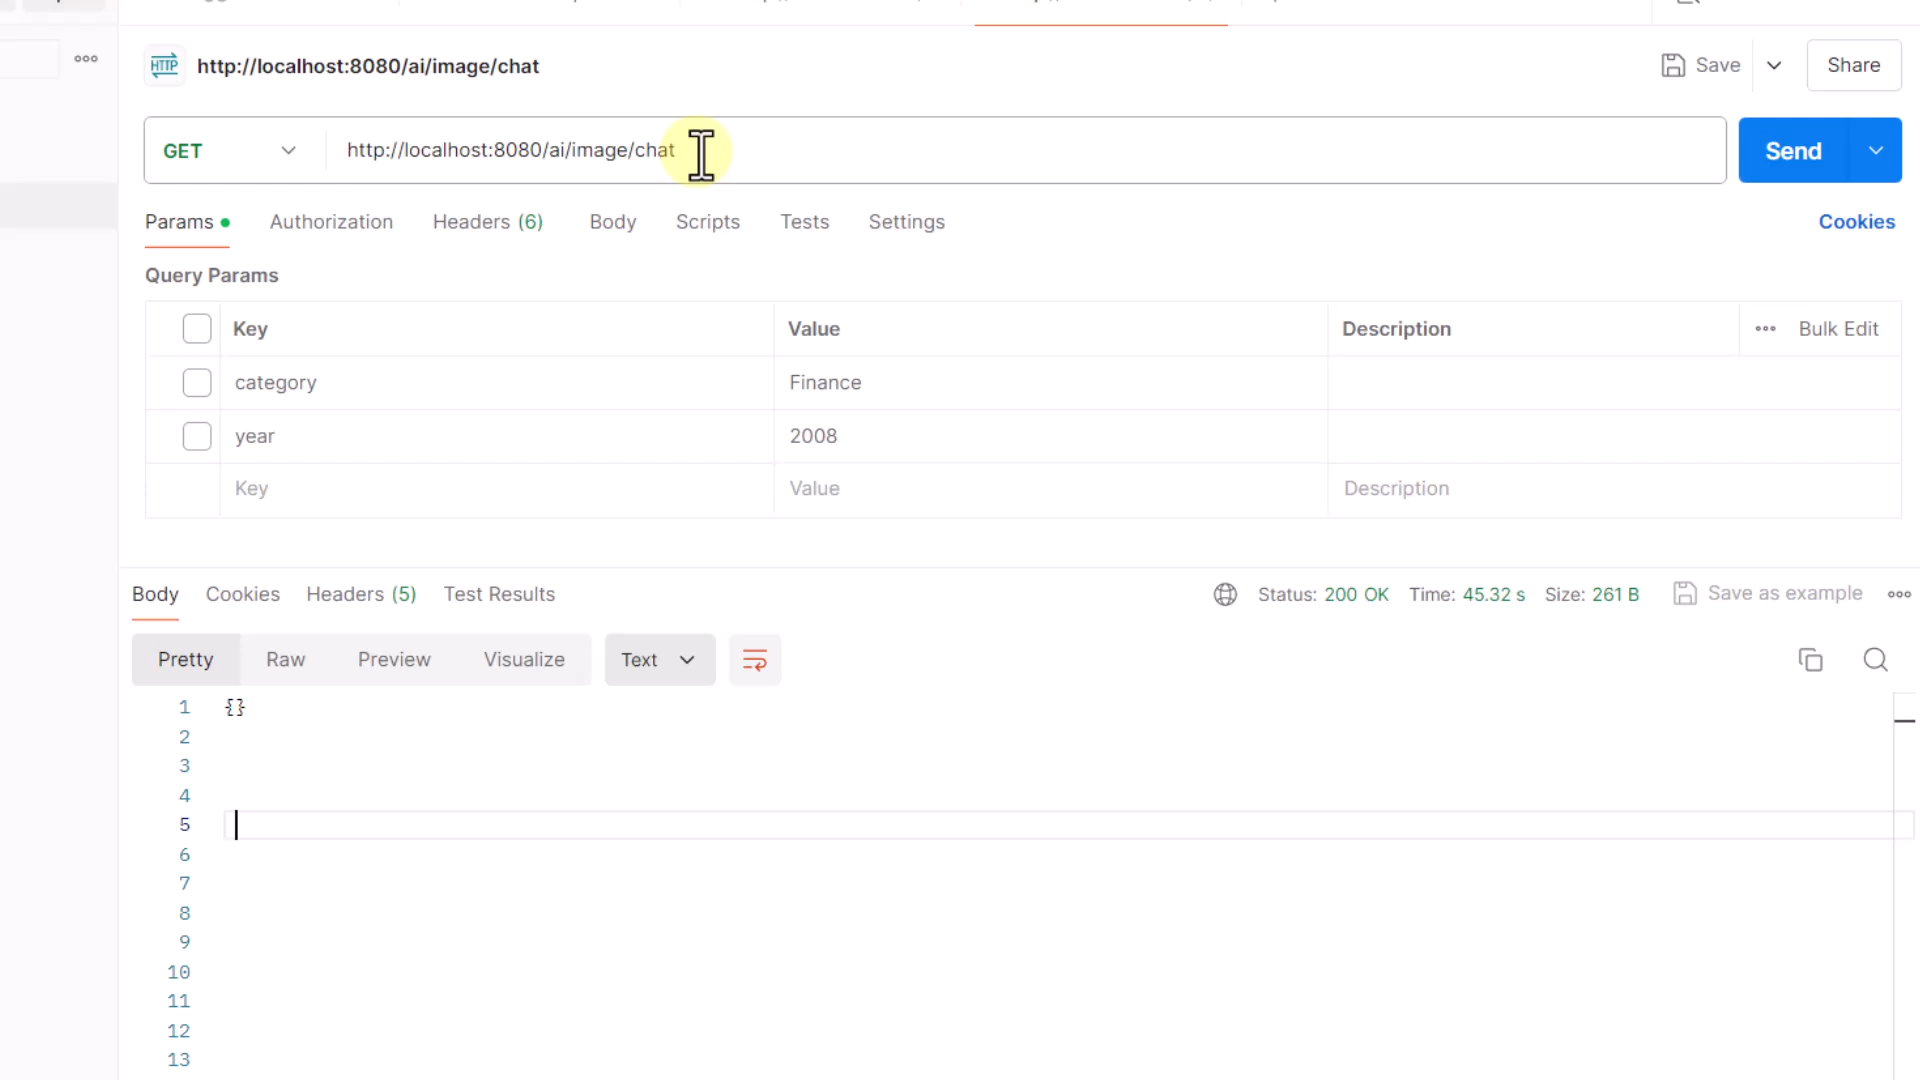 HTTP http://localhost:8080/ai/image/chat Save Share
GET http://localhost:8080/ai/image/chat Send
Params Authorization Headers (6) Body Scripts Tests Settings Cookies
Query Params
Key Value Description Bulk Edit
category Finance
year 2008
Key Value Description
Body Cookies Headers (5) Test Results Status: 200 OK Time: 45.32 s Size: 261 B Save as example
Pretty Raw Preview Visualize Text
1 {}
2
3
4
5
6
7
8
9
10
11
12
13